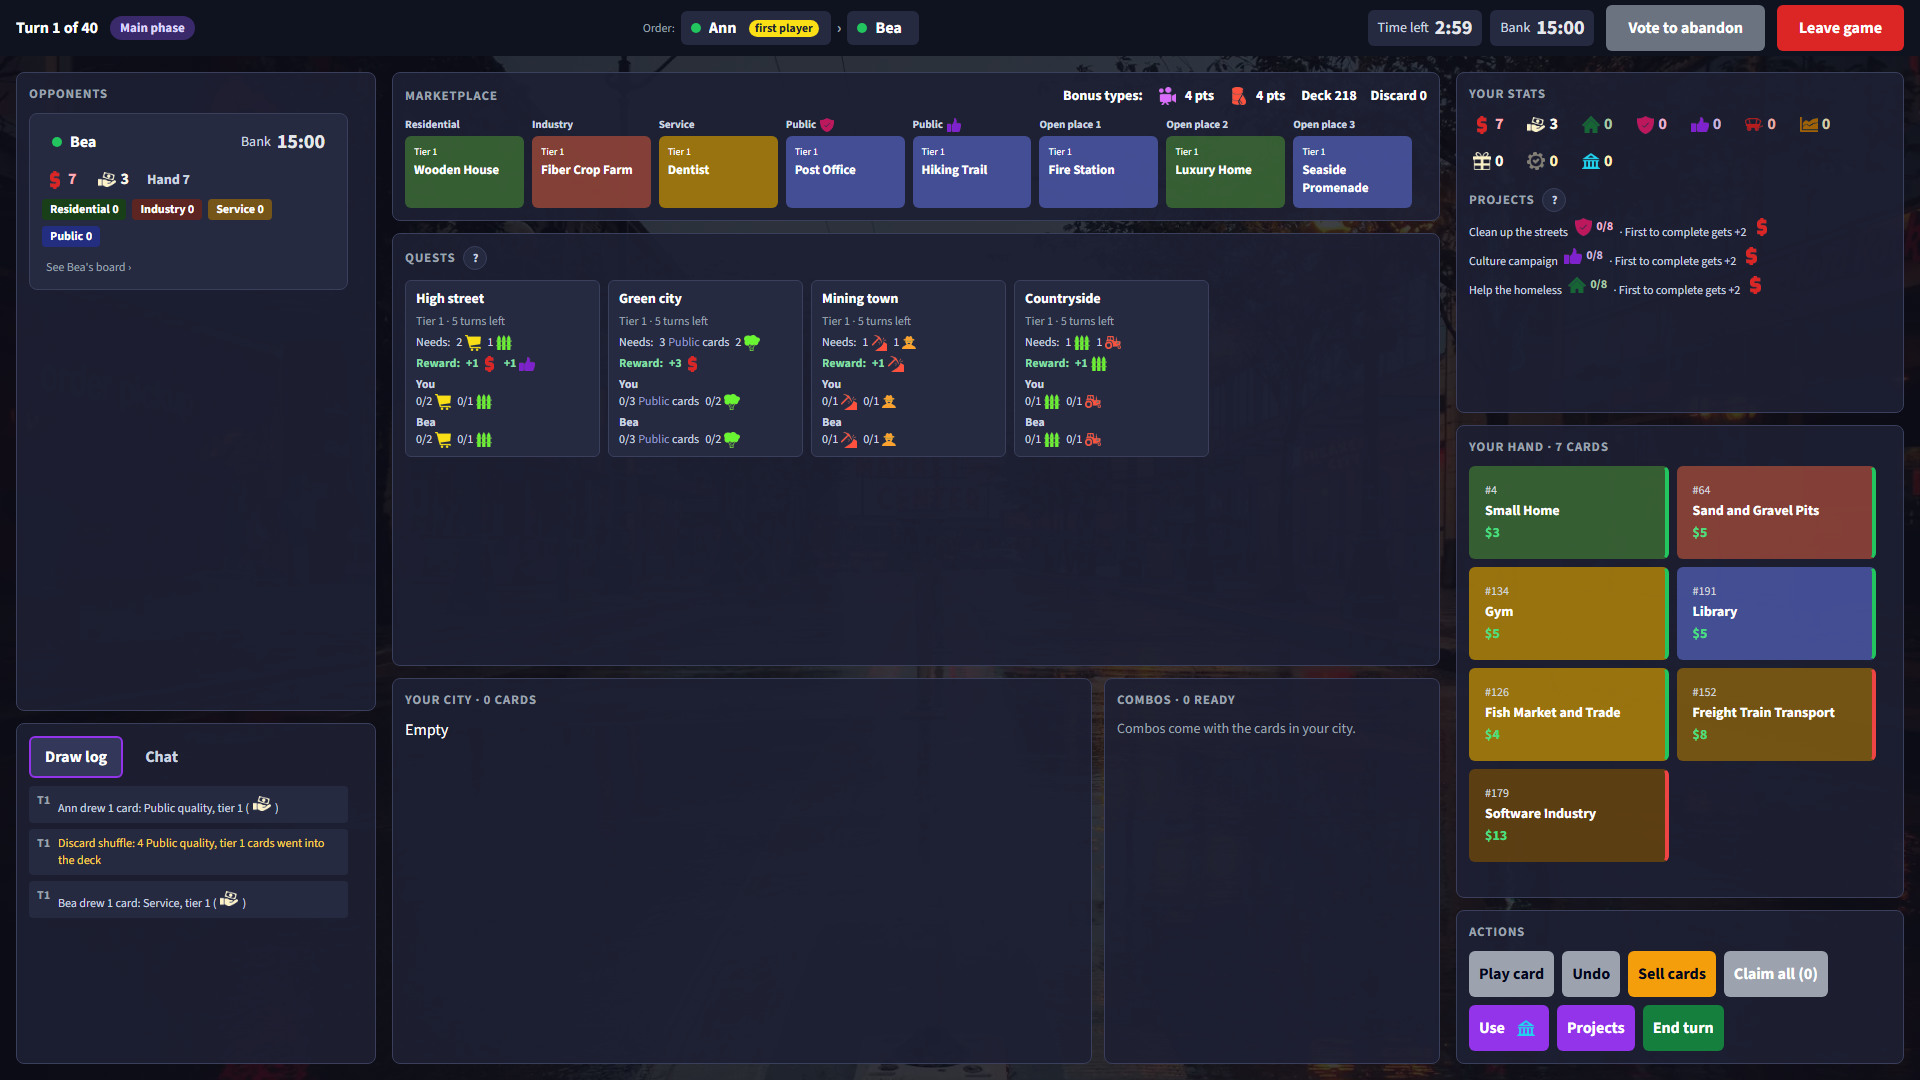 Turn 1 of 40 Main phase
Order: Ann first player › Bea
Time left 2:59 Bank 15:00 Vote to abandon Leave game
OPPONENTS
Bea Bank 15:00
7 3 Hand 7
Residential 0 Industry 0 Service 0
Public 0
See Bea's board ›
Draw log Chat
T1 Ann drew 1 card: Public quality, tier 1 ( )
T1 Discard shuffle: 4 Public quality, tier 1 cards went into
the deck
T1 Bea drew 1 card: Service, tier 1 ( )
MARKETPLACE
Bonus types: 4 pts 4 pts Deck 218 Discard 0
Residential Industry Service Public Public Open place 1 Open place 2 Open place 3
Tier 1 Tier 1 Tier 1 Tier 1 Tier 1 Tier 1 Tier 1 Tier 1
Wooden House Fiber Crop Farm Dentist Post Office Hiking Trail Fire Station Luxury Home Seaside
Promenade
QUESTS ?
High street
Tier 1 · 5 turns left
Needs: 2 1
Reward: +1 +1
You
0/2 0/1
Bea
0/2 0/1
Green city
Tier 1 · 5 turns left
Needs: 3 Public cards 2
Reward: +3
You
0/3 Public cards 0/2
Bea
0/3 Public cards 0/2
Mining town
Tier 1 · 5 turns left
Needs: 1 1
Reward: +1
You
0/1 0/1
Bea
0/1 0/1
Countryside
Tier 1 · 5 turns left
Needs: 1 1
Reward: +1
You
0/1 0/1
Bea
0/1 0/1
YOUR CITY · 0 CARDS
Empty
COMBOS · 0 READY
Combos come with the cards in your city.
YOUR STATS
7 3 0 0 0 0 0
0 0 0
PROJECTS ?
Clean up the streets 0/8 · First to complete gets +2
Culture campaign 0/8 · First to complete gets +2
Help the homeless 0/8 · First to complete gets +2
YOUR HAND · 7 CARDS
#4
Small Home
$3
#64
Sand and Gravel Pits
$5
#134
Gym
$5
#191
Library
$5
#126
Fish Market and Trade
$4
#152
Freight Train Transport
$8
#179
Software Industry
$13
ACTIONS
Play card Undo Sell cards Claim all (0)
Use Projects End turn